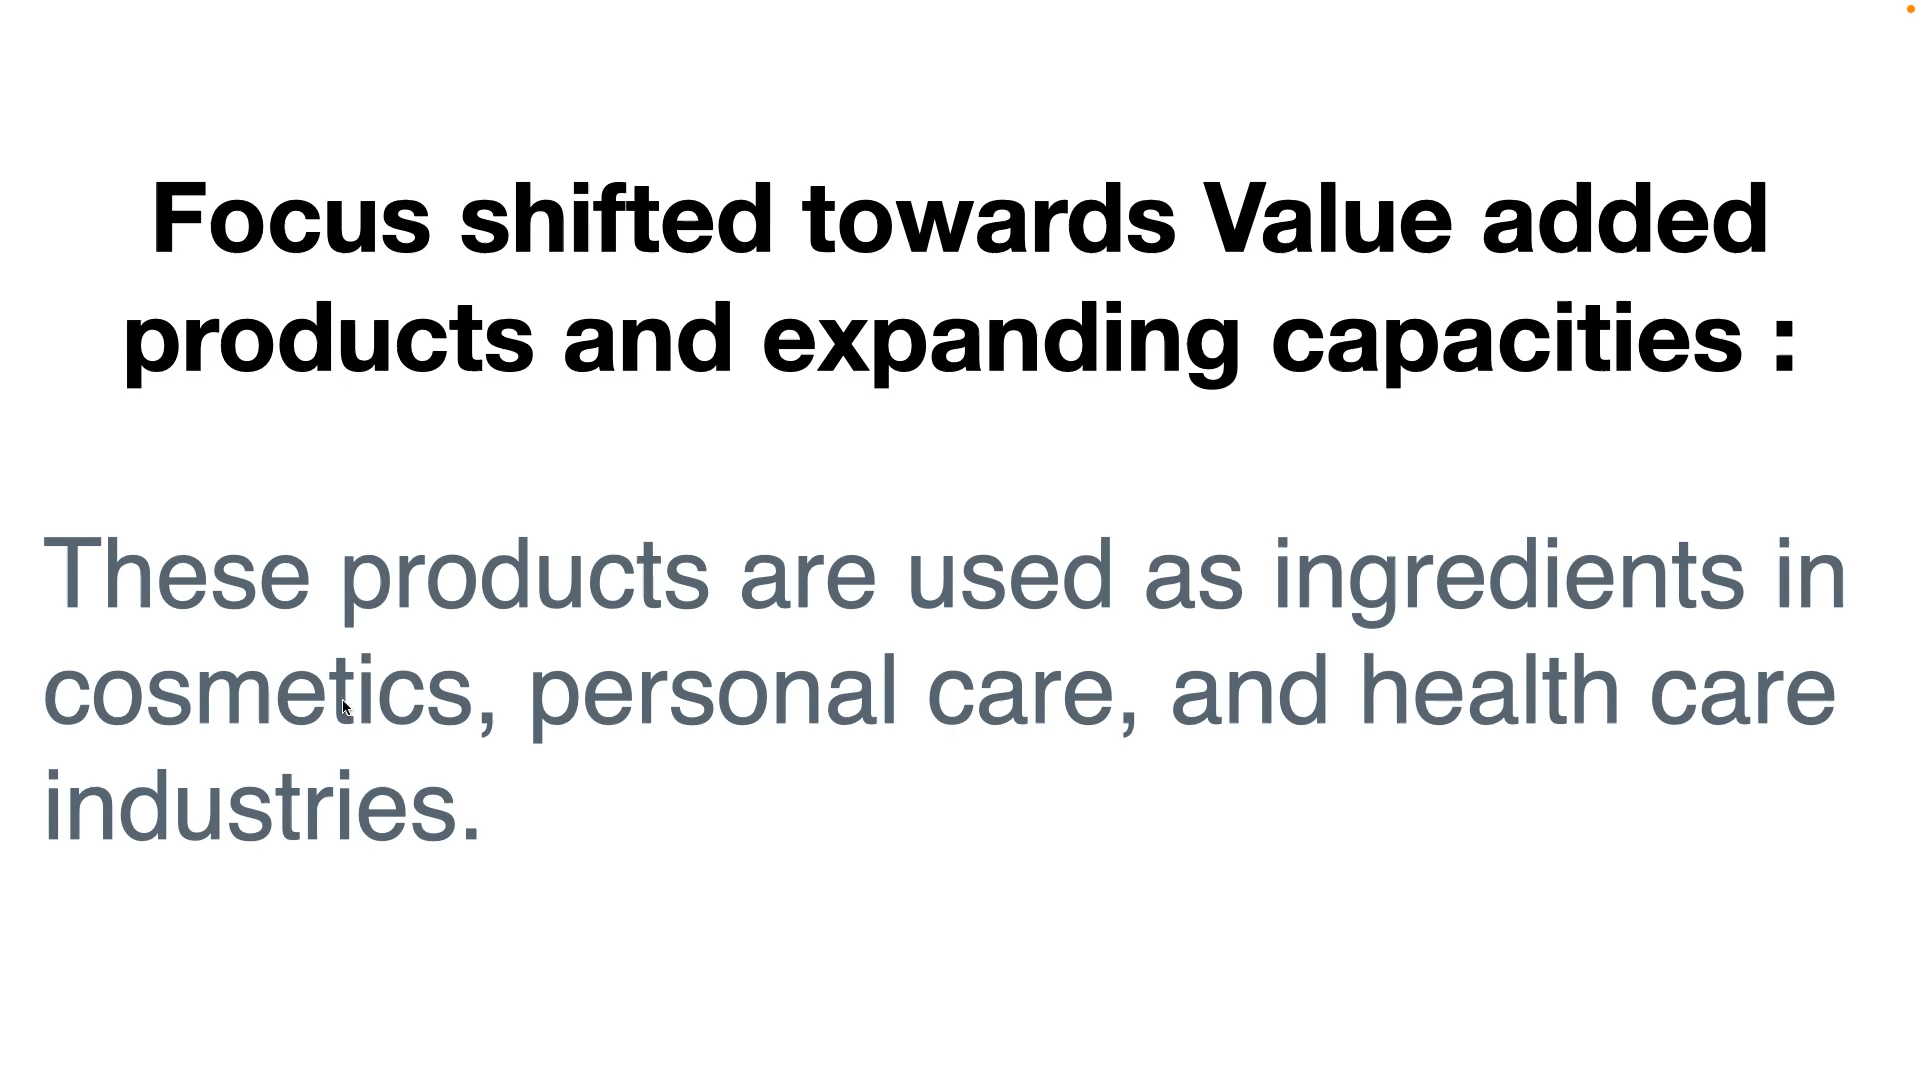 Focus shifted towards Value added
products and expanding capacities :
These products are used as ingredients in
cosmetics, personal care, and health care
industries.